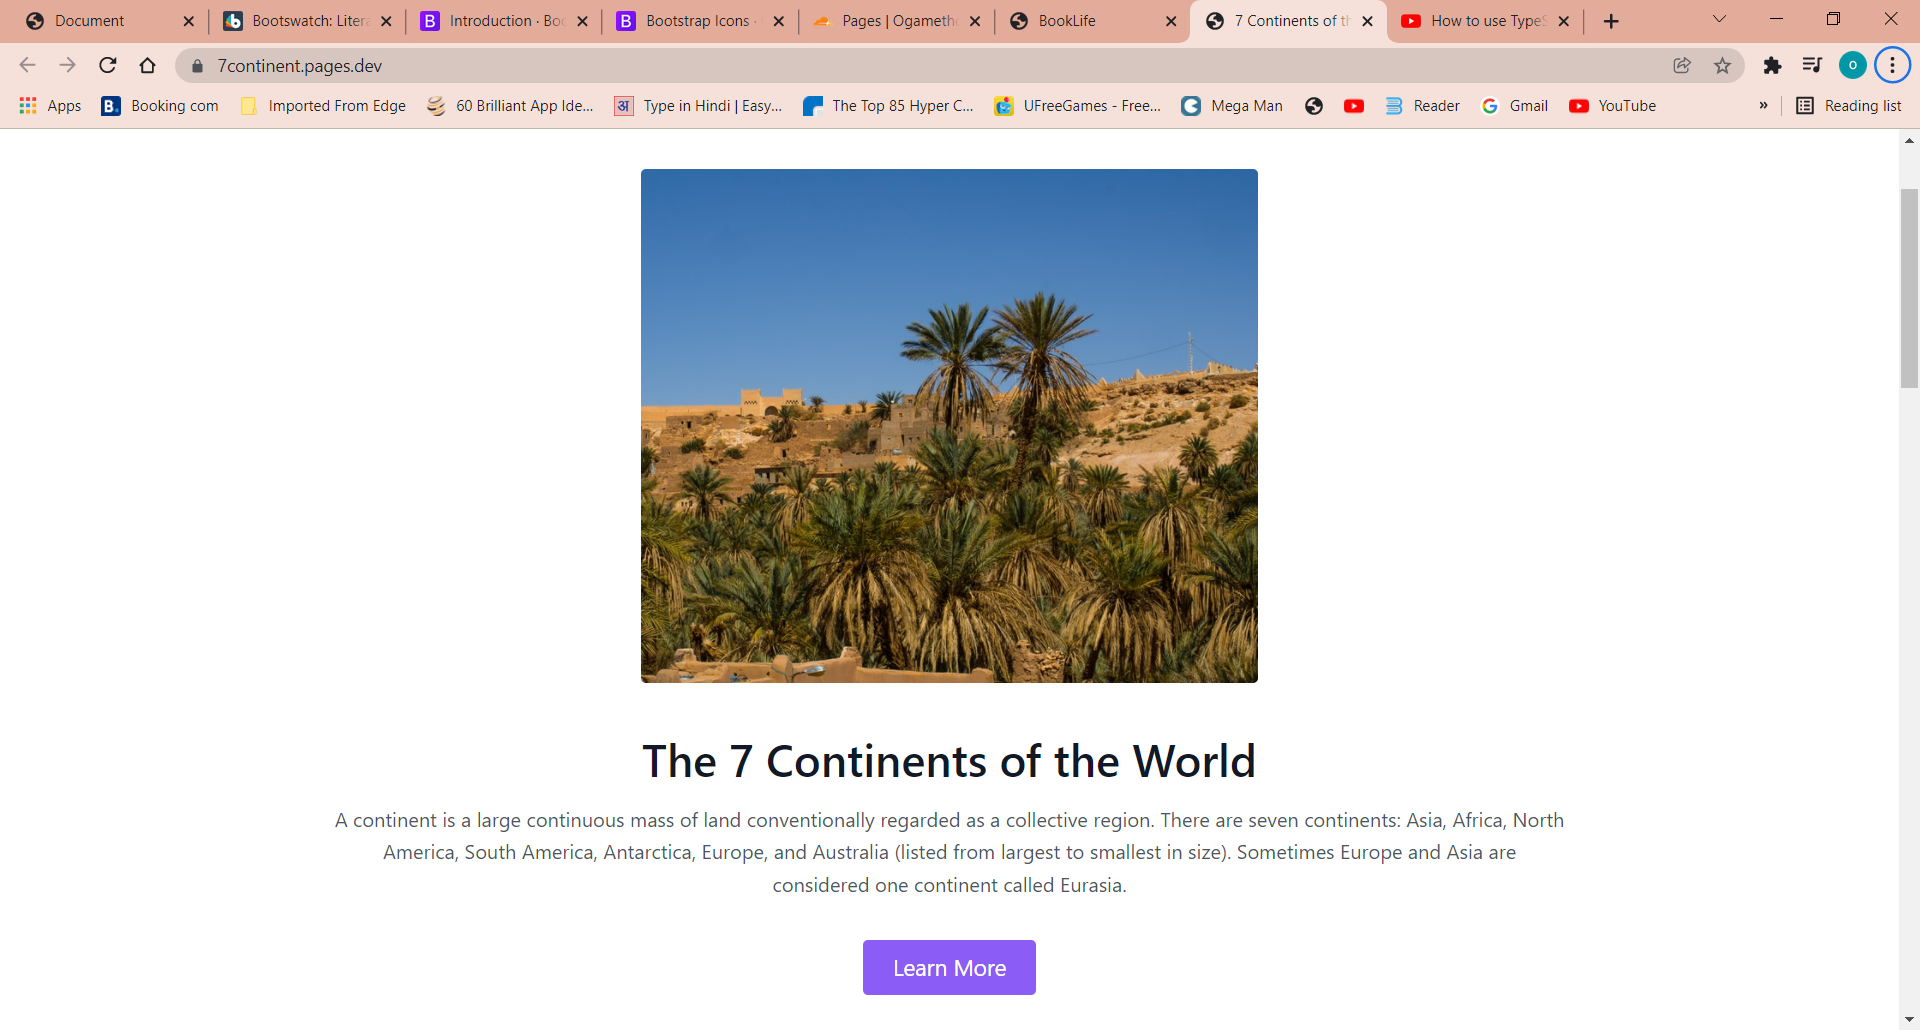 Document
Bootswatch: Litera
Introduction · Boo
Bootstrap Icons ·
Pages | Ogameth
BookLife
7 Continents of th
How to use TypeS
7continent.pages.dev
O
Apps
Booking com
Imported From Edge
60 Brilliant App Ide...
अ
Type in Hindi | Easy...
The Top 85 Hyper C...
UFreeGames - Free...
Mega Man
Reader
Gmail
YouTube
»
Reading list
The 7 Continents of the World
A continent is a large continuous mass of land conventionally regarded as a collective region. There are seven continents: Asia, Africa, North
America, South America, Antarctica, Europe, and Australia (listed from largest to smallest in size). Sometimes Europe and Asia are
considered one continent called Eurasia.
Learn More